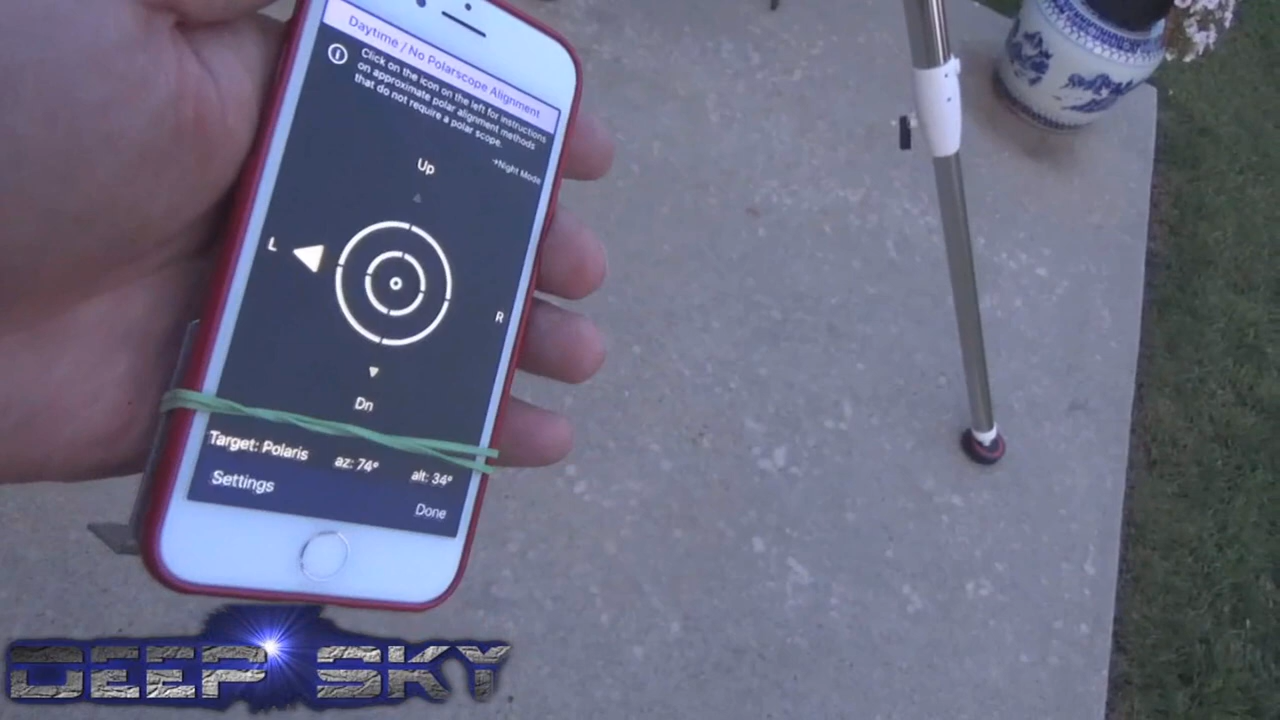 Daytime / No Polarscope Alignment
Click on the icon on the left for instructions
on approximate polar alignment methods
that do not require a polar scope.
→Night Mode
Up
L
R
Dn
Target: Polaris az: 74° alt: 34°
Settings
Done
DEEP SKY